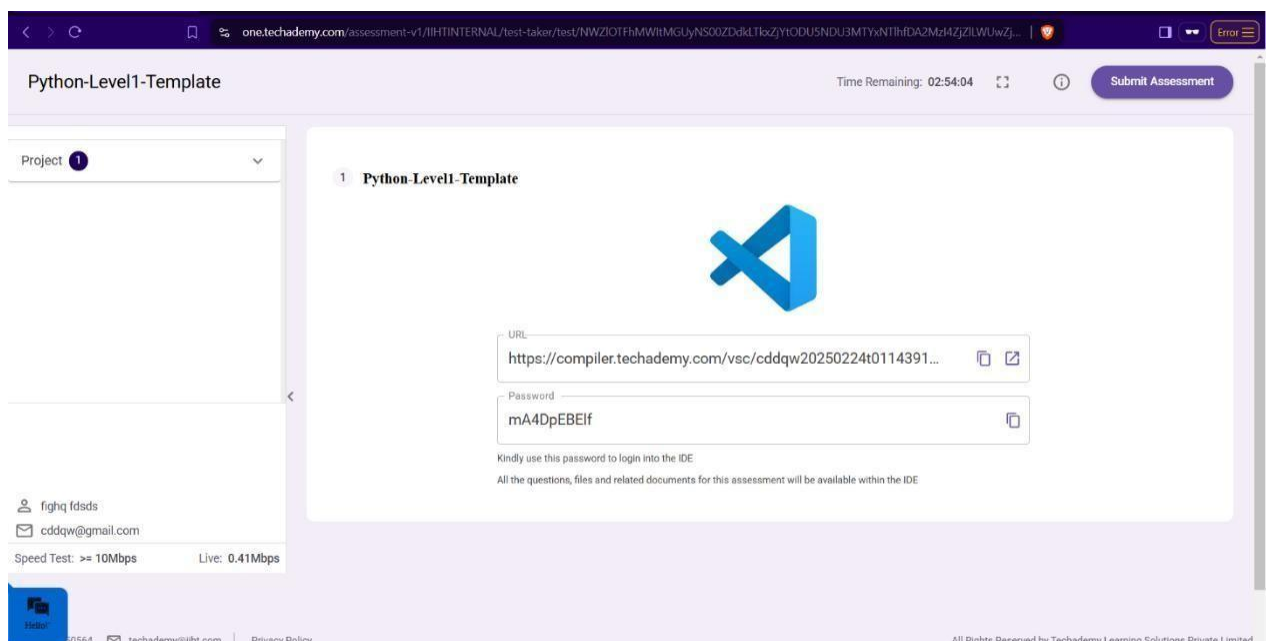 one.techademy.com/assessment-v1/IIHTINTERNAL/test-taker/test/
Error
Python-Level1-Template
Time Remaining: 02:54:04
Submit Assessment
Project 1
1 Python-Level1-Template
URL
https://compiler.techademy.com/vsc/cddqw20250224t0114391...
Password
mA4DpEBElf
Kindly use this password to login into the IDE
All the questions, files and related documents for this assessment will be available within the IDE
fighq fdsds
cddqw@gmail.com
Speed Test: >= 10Mbps Live: 0.41Mbps
Hello!
techademy@iiht.com | Privacy Policy
All Rights Reserved by Techademy Learning Solutions Private Limited